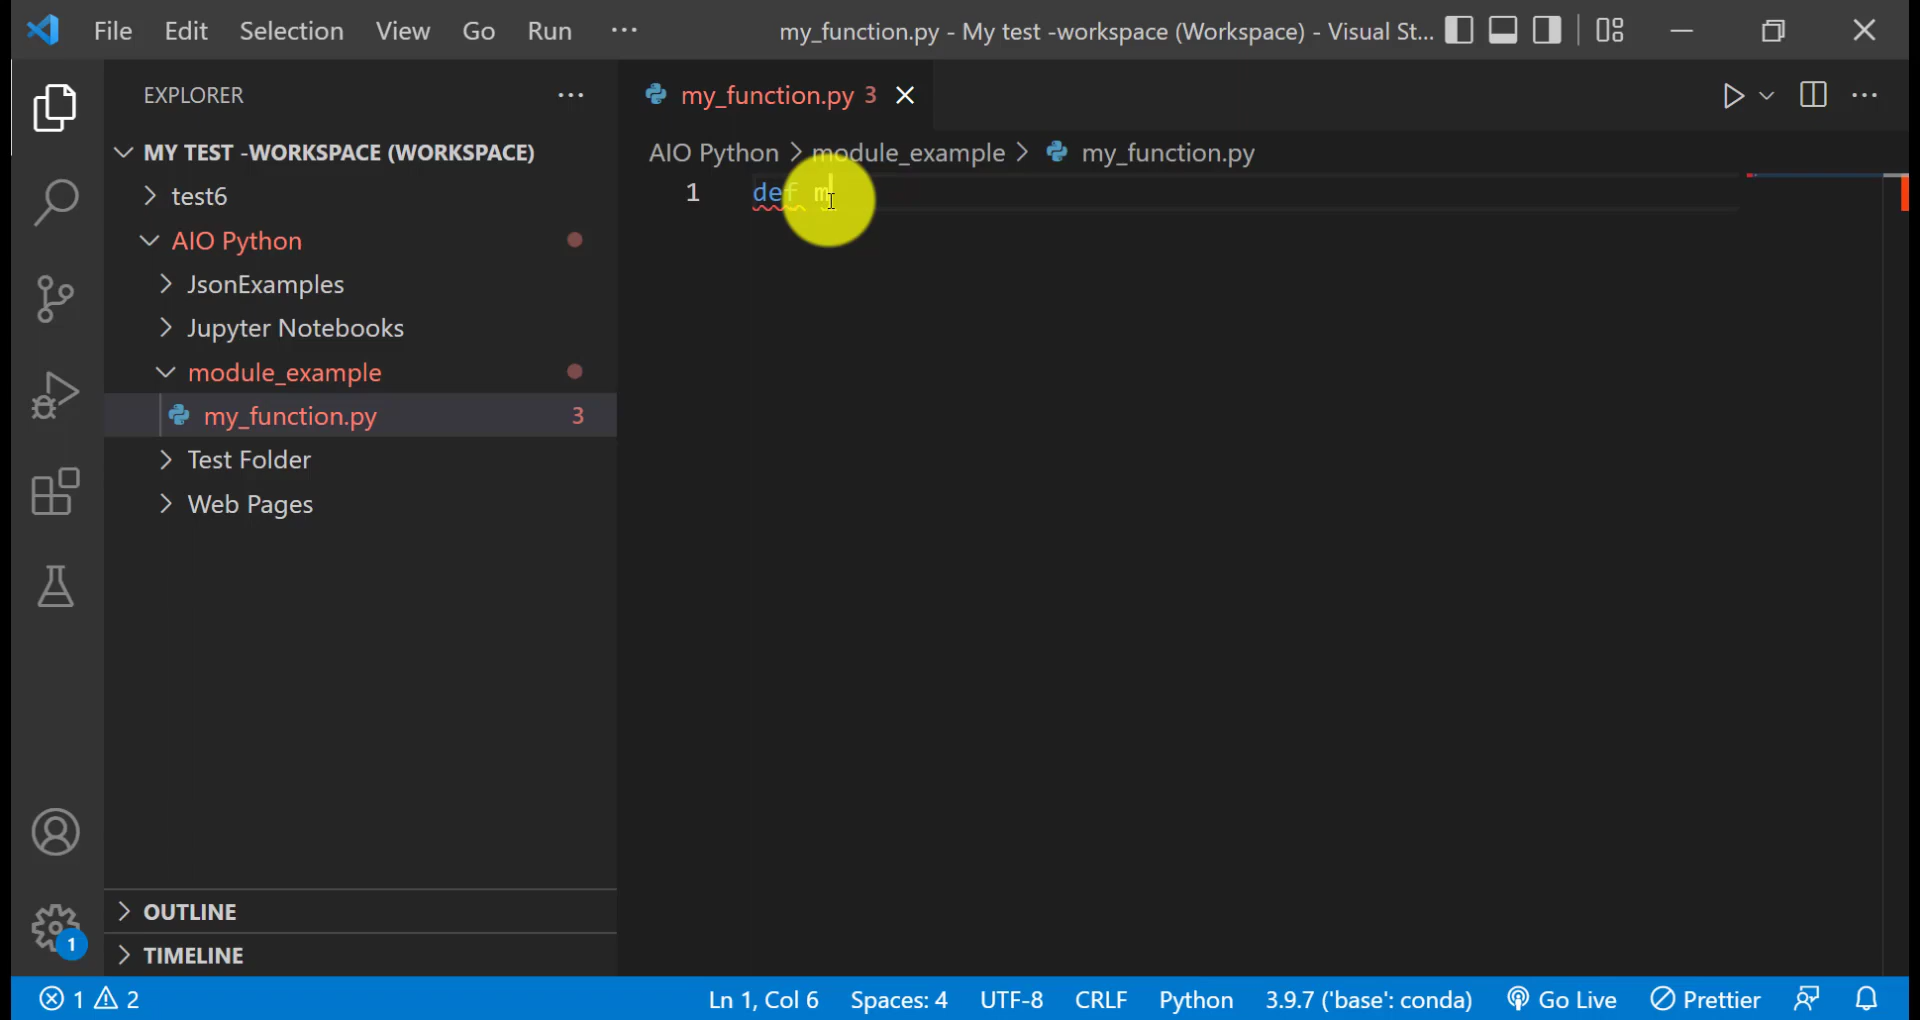 File Edit Selection View Go Run ···
my_function.py - My test -workspace (Workspace) - Visual St...
EXPLORER
MY TEST -WORKSPACE (WORKSPACE)
test6
AIO Python
JsonExamples
Jupyter Notebooks
module_example
my_function.py 3
Test Folder
Web Pages
OUTLINE
TIMELINE
my_function.py 3
AIO Python > module_example > my_function.py
1 def m
1
1 2 Ln 1, Col 6 Spaces: 4 UTF-8 CRLF Python 3.9.7 ('base': conda) Go Live Prettier